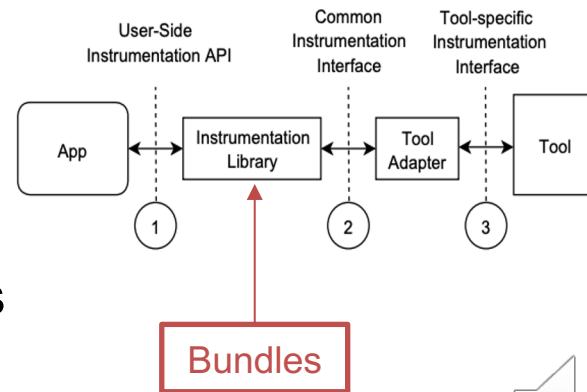 User-Side
Instrumentation API
Common
Instrumentation
Interface
Tool-specific
Instrumentation
Interface
App
Instrumentation
Library
Tool
Adapter
Tool
1
2
3
s
Bundles